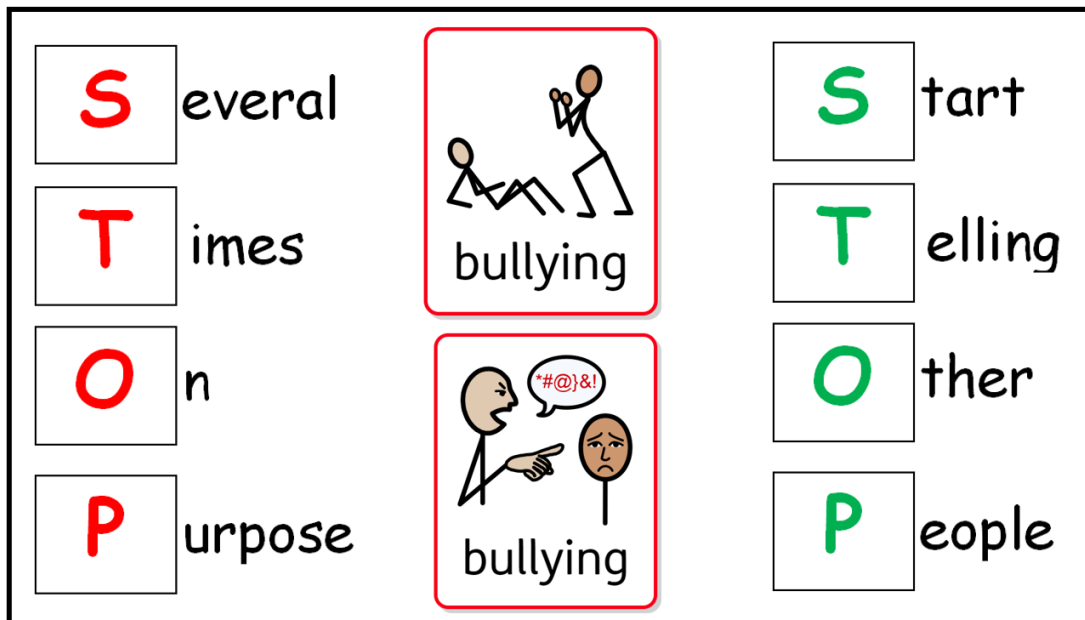 Several
Times
On
Purpose
bullying
*#@}&!
bullying
Start
Telling
Other
People